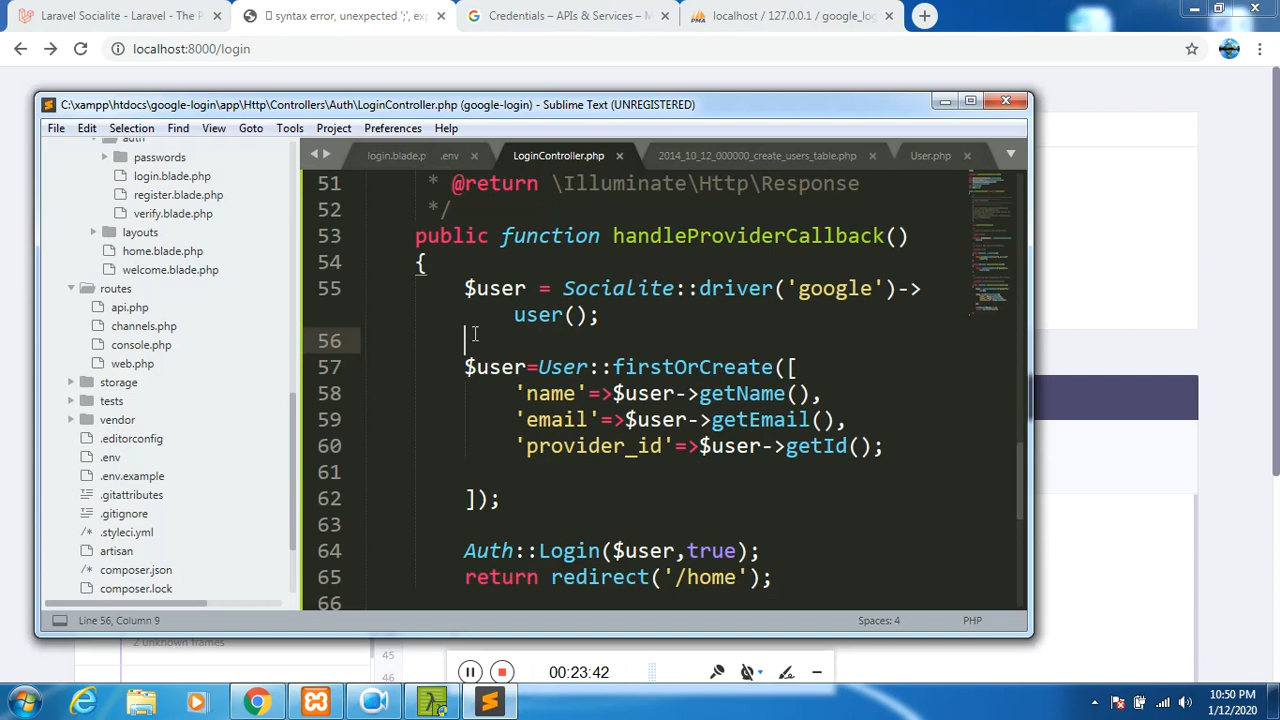 Laravel Socialite - Laravel - The P
syntax error, unexpected ';', exp
Credentials – APIs & Services – M
localhost / 127.0.0.1 / google_log
localhost:8000/login
C:\xampp\htdocs\google-login\app\Http\Controllers\Auth\LoginController.php (google-login) - Sublime Text (UNREGISTERED)
File Edit Selection Find View Goto Tools Project Preferences Help
auth
passwords
login.blade.php
register.blade.php
verify.blade.php
layouts
home.blade.php
welcome.blade.php
routes
api.php
channels.php
console.php
web.php
storage
tests
vendor
.editorconfig
.env
.env.example
.gitattributes
.gitignore
.styleci.yml
artisan
composer.json
composer.lock
login.blade.p .env LoginController.php 2014_10_12_000000_create_users_table.php User.php
51 * @return \Illuminate\Http\Response
52 */
53 public function handleProviderCallback()
54 {
55 $user = Socialite::driver('google')->
user();
56
57 $user=User::firstOrCreate([
58 'name'=>$user->getName(),
59 'email'=>$user->getEmail(),
60 'provider_id'=>$user->getId();
61
62 ]);
63
64 Auth::Login($user,true);
65 return redirect('/home');
66
Line 56, Column 9
Spaces: 4
PHP
2 unknown frames
45
46
00:23:42
10:50 PM
1/12/2020